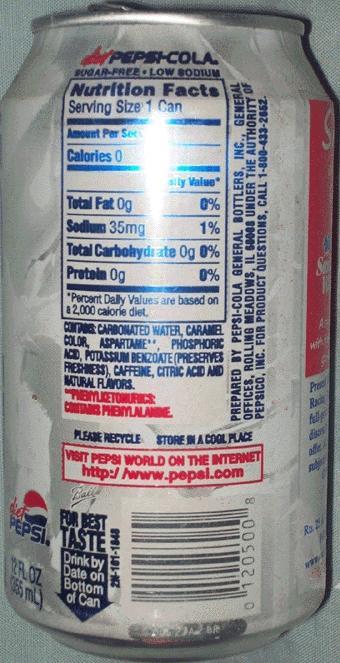 diet PEPSI-COLA.
SUGAR-FREE • LOW SODIUM
Nutrition Facts
Serving Size 1 Can
Amount Per
Calories 0
Value*
Total Fat 0g 0%
Sodium 35mg 1%
Total Carbohydrate 0g 0%
Protein 0g 0%
*Percent Daily Values are based on
a 2,000 calorie diet.
CONTAINS: CARBONATED WATER, CARAMEL
COLOR, ASPARTAME**, PHOSPHORIC
ACID, POTASSIUM BENZOATE (PRESERVES
FRESHNESS), CAFFEINE, CITRIC ACID AND
NATURAL FLAVORS.
**PHENYLKETONURICS:
CONTAINS PHENYLALANINE.
PREPARED BY PEPSI-COLA GENERAL BOTTLERS, INC., GENERAL
OFFICES, ROLLING MEADOWS, IL 60008 UNDER THE AUTHORITY OF
PEPSICO, INC. FOR PRODUCT QUESTIONS, CALL 1-800-433-2652.
PLEASE RECYCLE STORE IN A COOL PLACE
VISIT PEPSI WORLD ON THE INTERNET
http://www.pepsi.com
Ball
diet
PEPSI.
12 FL OZ
(355 mL)
FOR BEST
TASTE
Drink by
Date on
Bottom
of Can
0 120500 8